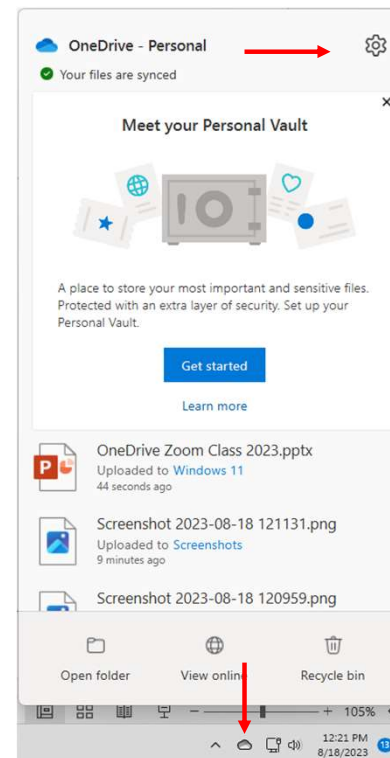 OneDrive - Personal
Your files are synced
Meet your Personal Vault
A place to store your most important and sensitive files.
Protected with an extra layer of security. Set up your
Personal Vault.
Get started
Learn more
OneDrive Zoom Class 2023.pptx
Uploaded to Windows 11
44 seconds ago
Screenshot 2023-08-18 121131.png
Uploaded to Screenshots
9 minutes ago
Screenshot 2023-08-18 120959.png
Open folder View online Recycle bin
105%
12:21 PM
8/18/2023
13